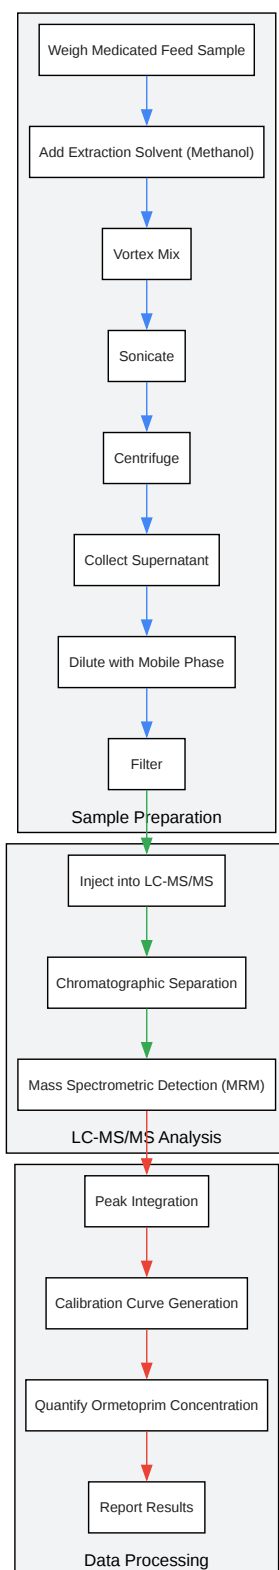 Weigh Medicated Feed Sample
Add Extraction Solvent (Methanol)
Vortex Mix
Sonicate
Centrifuge
Collect Supernatant
Dilute with Mobile Phase
Filter
Sample Preparation
Inject into LC-MS/MS
Chromatographic Separation
Mass Spectrometric Detection (MRM)
LC-MS/MS Analysis
Peak Integration
Calibration Curve Generation
Quantify Ormetoprim Concentration
Report Results
Data Processing